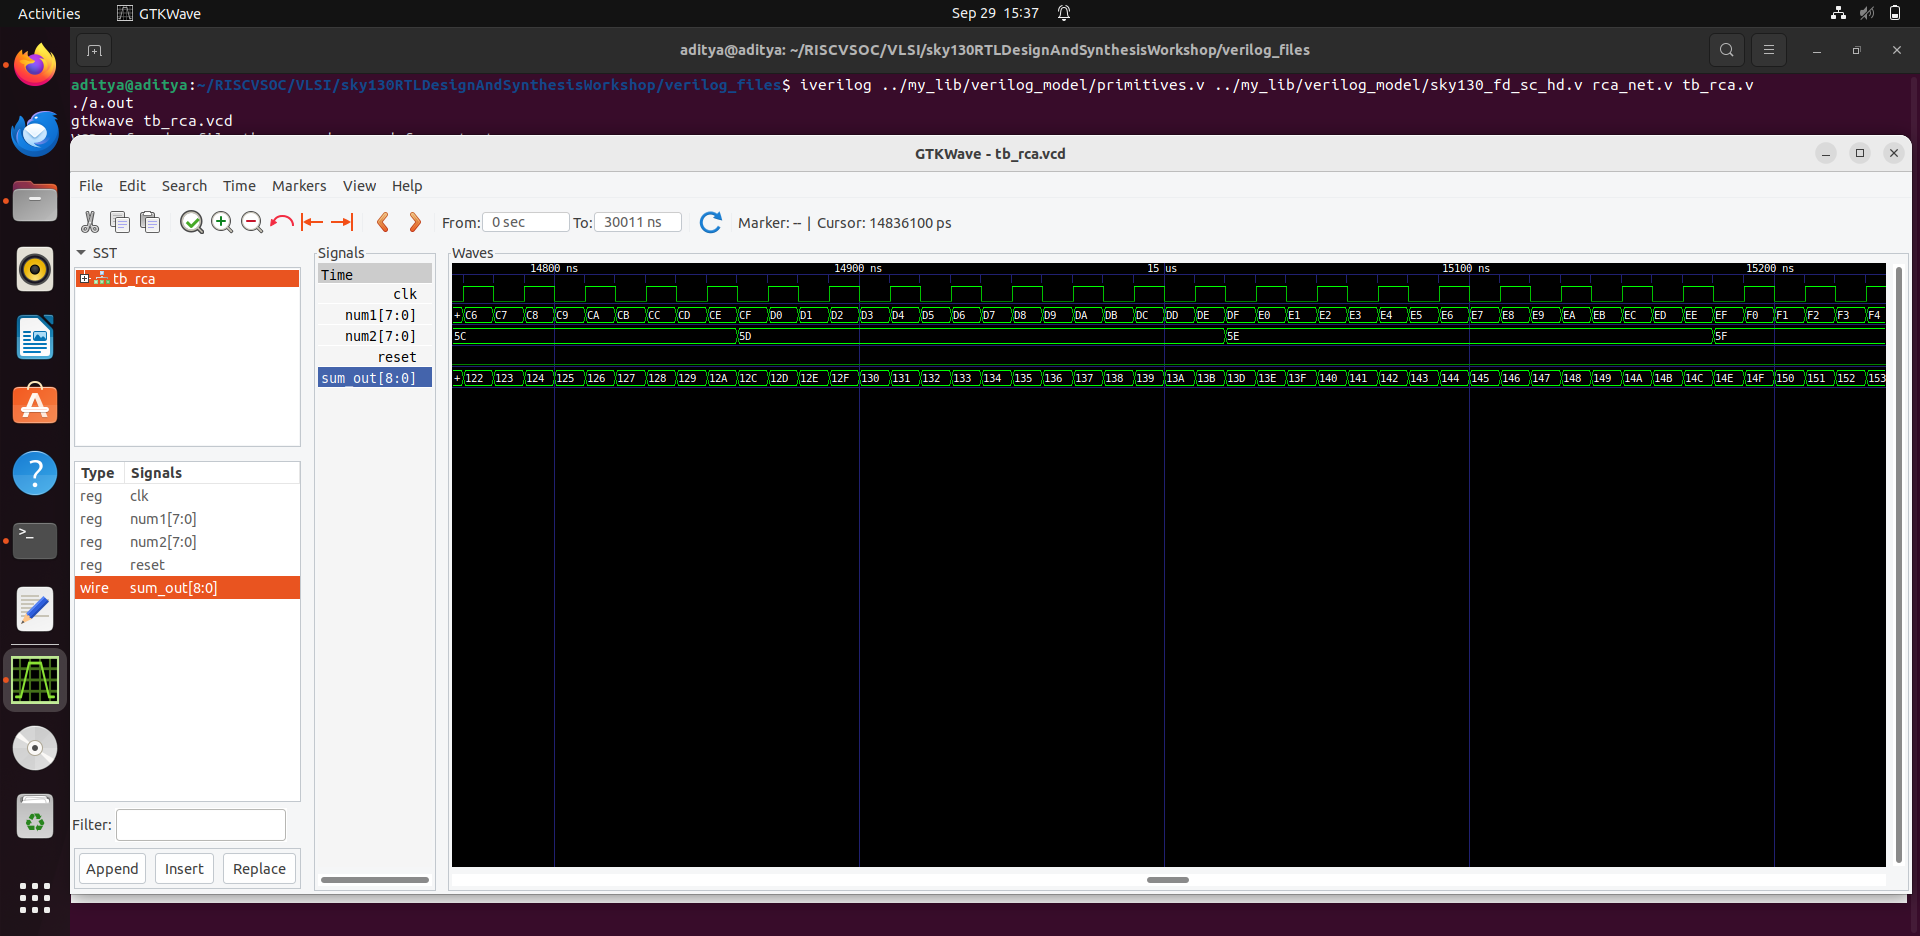 Activities GTKWave Sep 29 15:37
aditya@aditya: ~/RISCVSOC/VLSI/sky130RTLDesignAndSynthesisWorkshop/verilog_files
aditya@aditya:~/RISCVSOC/VLSI/sky130RTLDesignAndSynthesisWorkshop/verilog_files$ iverilog ../my_lib/verilog_model/primitives.v ../my_lib/verilog_model/sky130_fd_sc_hd.v rca_net.v tb_rca.v
./a.out
gtkwave tb_rca.vcd
GTKWave - tb_rca.vcd
File Edit Search Time Markers View Help
From: 0 sec To: 30011 ns Marker: -- | Cursor: 14836100 ps
SST
tb_rca
Type Signals
reg clk
reg num1[7:0]
reg num2[7:0]
reg reset
wire sum_out[8:0]
Filter:
Append Insert Replace
Signals
Time
clk
num1[7:0]
num2[7:0]
reset
sum_out[8:0]
Waves
14800 ns 14900 ns 15 us 15100 ns 15200 ns
+ C6 C7 C8 C9 CA CB CC CD CE CF D0 D1 D2 D3 D4 D5 D6 D7 D8 D9 DA DB DC DD DE DF E0 E1 E2 E3 E4 E5 E6 E7 E8 E9 EA EB EC ED EE EF F0 F1 F2 F3 F4
5C 5D 5E 5F
+ 122 123 124 125 126 127 128 129 12A 12C 12D 12E 12F 130 131 132 133 134 135 136 137 138 139 13A 13B 13D 13E 13F 140 141 142 143 144 145 146 147 148 149 14A 14B 14C 14E 14F 150 151 152 153